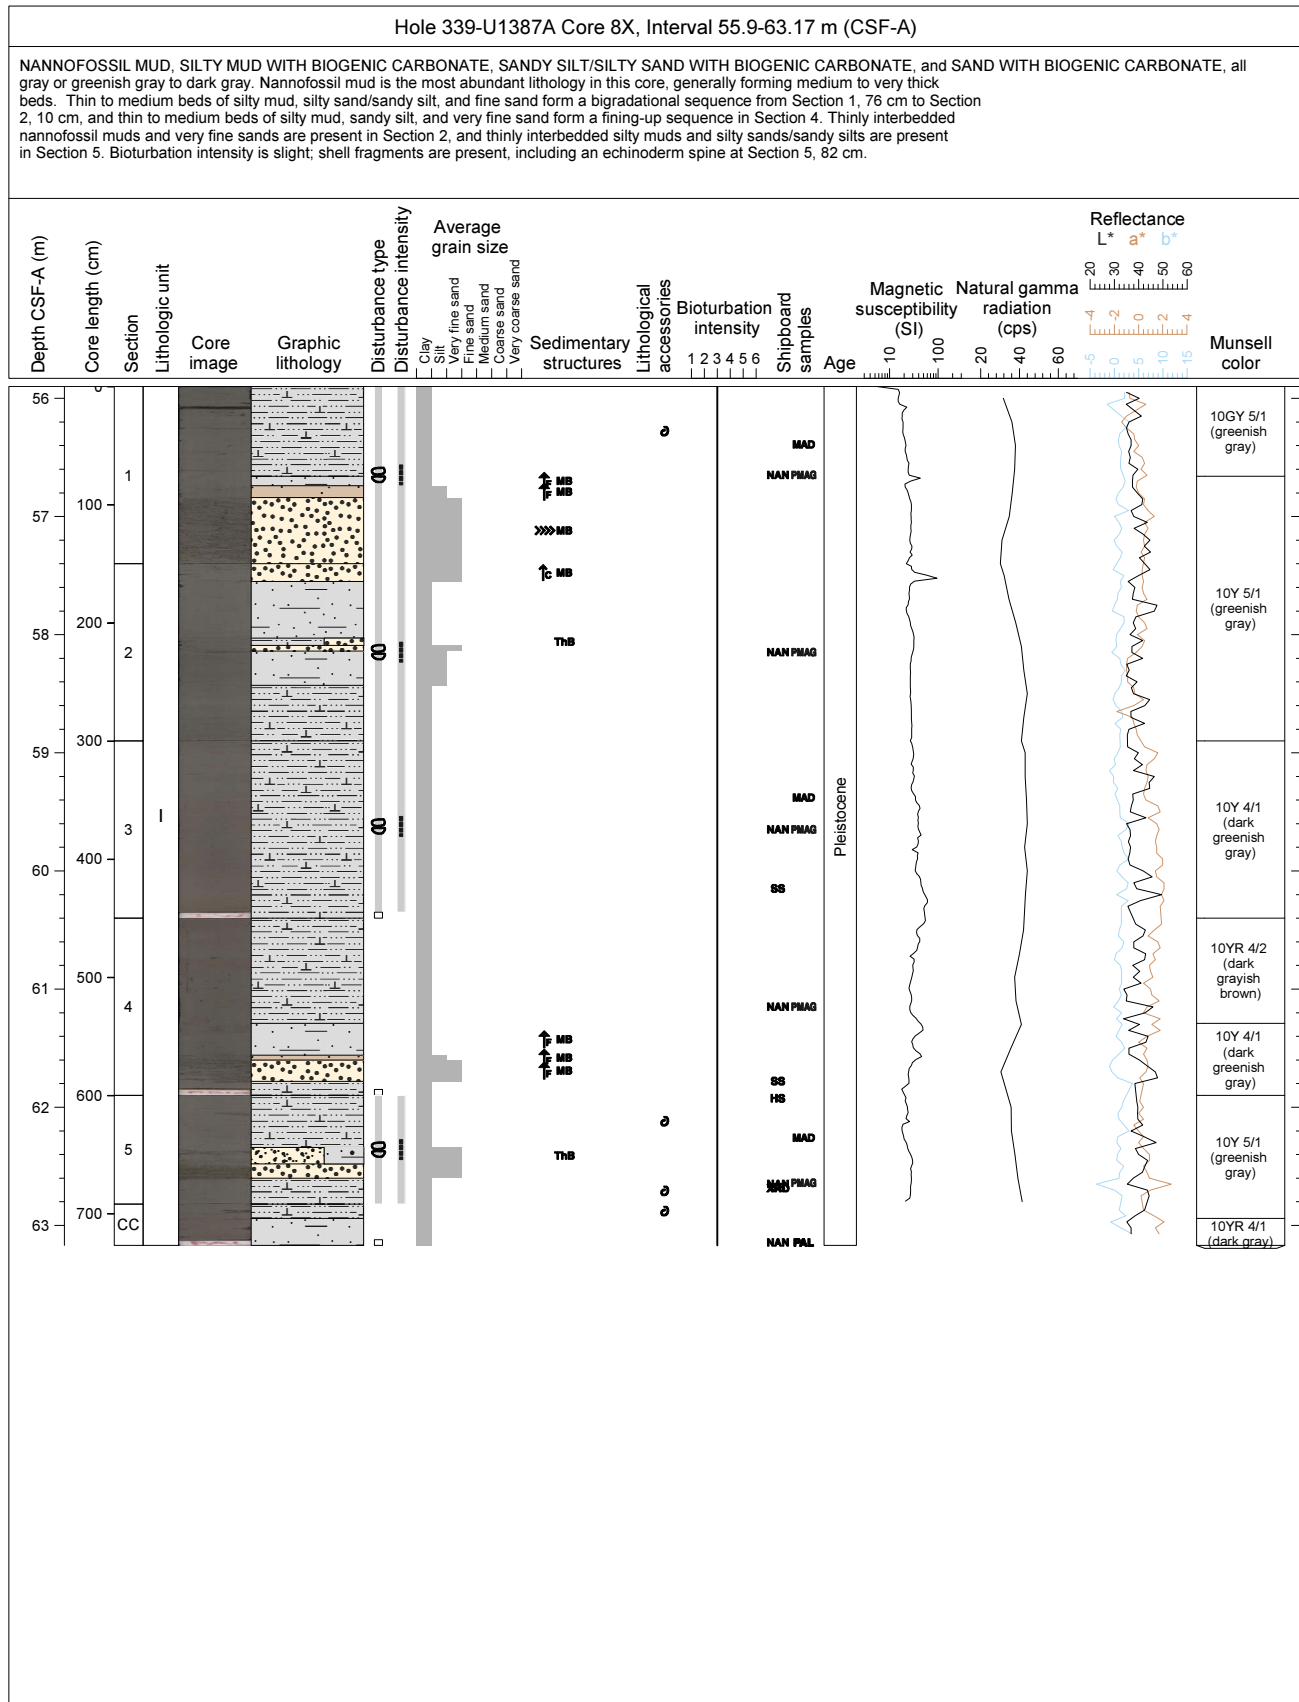 Hole 339-U1387A Core 8X, Interval 55.9-63.17 m (CSF-A)
NANNOFOSSIL MUD, SILTY MUD WITH BIOGENIC CARBONATE, SANDY SILT/SILTY SAND WITH BIOGENIC CARBONATE, and SAND WITH BIOGENIC CARBONATE, all
gray or greenish gray to dark gray. Nannofossil mud is the most abundant lithology in this core, generally forming medium to very thick
beds. Thin to medium beds of silty mud, silty sand/sandy silt, and fine sand form a bigradational sequence from Section 1, 76 cm to Section
2, 10 cm, and thin to medium beds of silty mud, sandy silt, and very fine sand form a fining-up sequence in Section 4. Thinly interbedded
nannofossil muds and very fine sands are present in Section 2, and thinly interbedded silty muds and silty sands/sandy silts are present
in Section 5. Bioturbation intensity is slight; shell fragments are present, including an echinoderm spine at Section 5, 82 cm.
Depth CSF-A (m)
Core length (cm)
Section
Lithologic unit
Core
image
Graphic
lithology
Disturbance type
Disturbance intensity
Average
grain size
Clay
Silt
Very fine sand
Fine sand
Medium sand
Coarse sand
Very coarse sand
Sedimentary
structures
Lithological
accessories
Bioturbation
intensity
1 2 3 4 5 6
Shipboard
samples
Age
Magnetic
susceptibility
(SI)
10 100
Natural gamma
radiation
(cps)
20 40 60
Reflectance
L* a* b*
20 30 40 50 60
-4 -2 0 2 4
-5 0 5 10 15
Munsell
color
56
57
58
59
60
61
62
63
0
100
200
300
400
500
600
700
1
2
3
4
5
CC
I
F MB
F MB
MB
C MB
ThB
F MB
F MB
F MB
ThB
MAD
NAN PMAG
NAN PMAG
MAD
NAN PMAG
SS
NAN PMAG
SS
HS
MAD
NAN PMAG
XRD
NAN PAL
Pleistocene
10GY 5/1
(greenish
gray)
10Y 5/1
(greenish
gray)
10Y 4/1
(dark
greenish
gray)
10YR 4/2
(dark
grayish
brown)
10Y 4/1
(dark
greenish
gray)
10Y 5/1
(greenish
gray)
10YR 4/1
(dark gray)